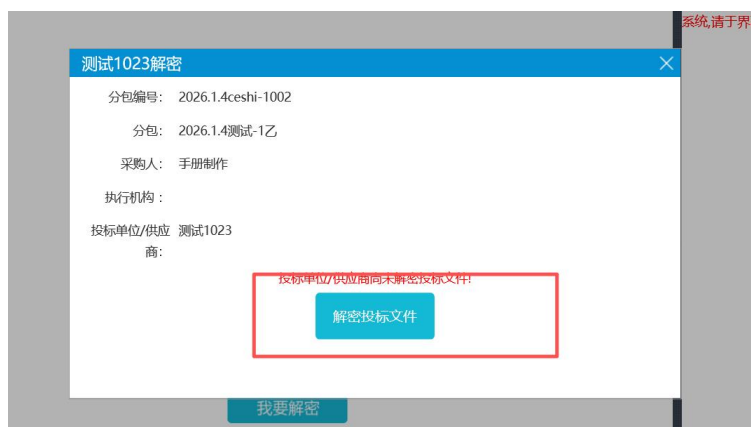 系统,请于界
测试1023解密
分包编号： 2026.1.4ceshi-1002
分包： 2026.1.4测试-1乙
采购人： 手册制作
执行机构：
投标单位/供应 测试1023
商：
投标单位/供应商尚未解密投标文件!
解密投标文件
我要解密